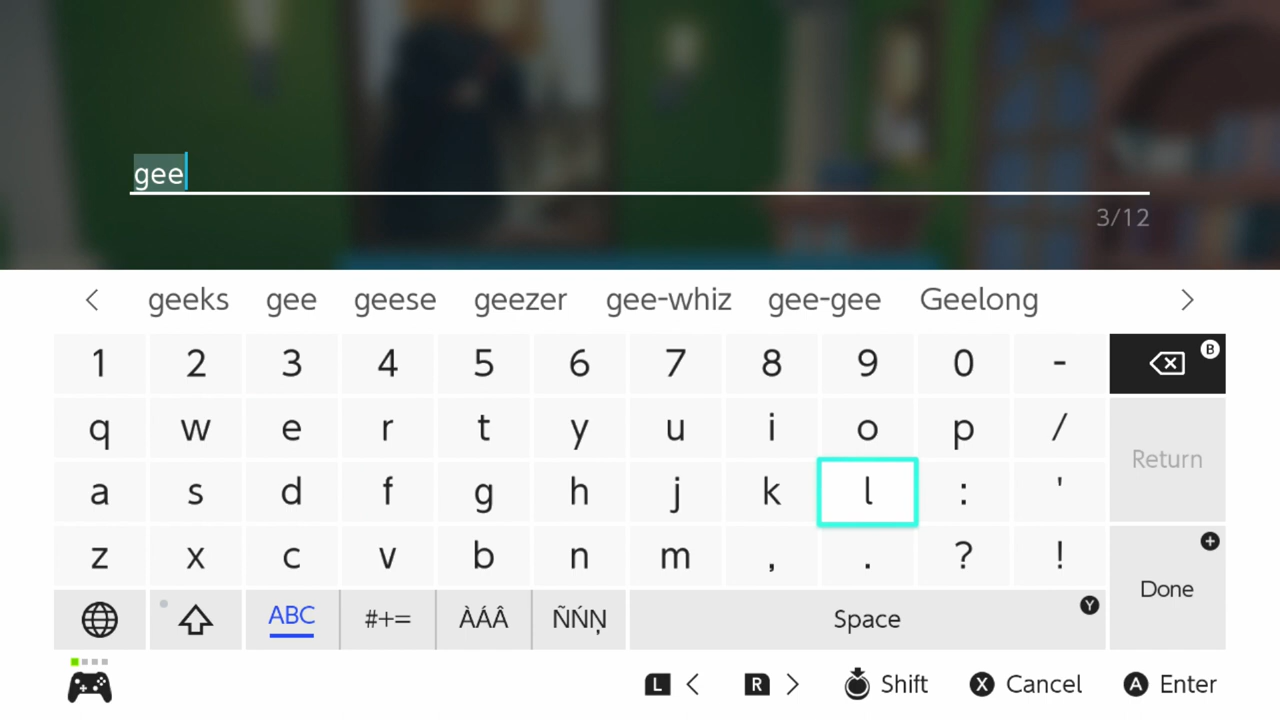 gee
3/12
geeks gee geese geezer gee-whiz gee-gee Geelong
1 2 3 4 5 6 7 8 9 0 - B
q w e r t y u i o p /
Return
a s d f g h j k l : '
z x c v b n m , . ? ! +
Done
ABC #+= ÀÁÂ ÑŃŅ Space Y
L R Shift X Cancel A Enter